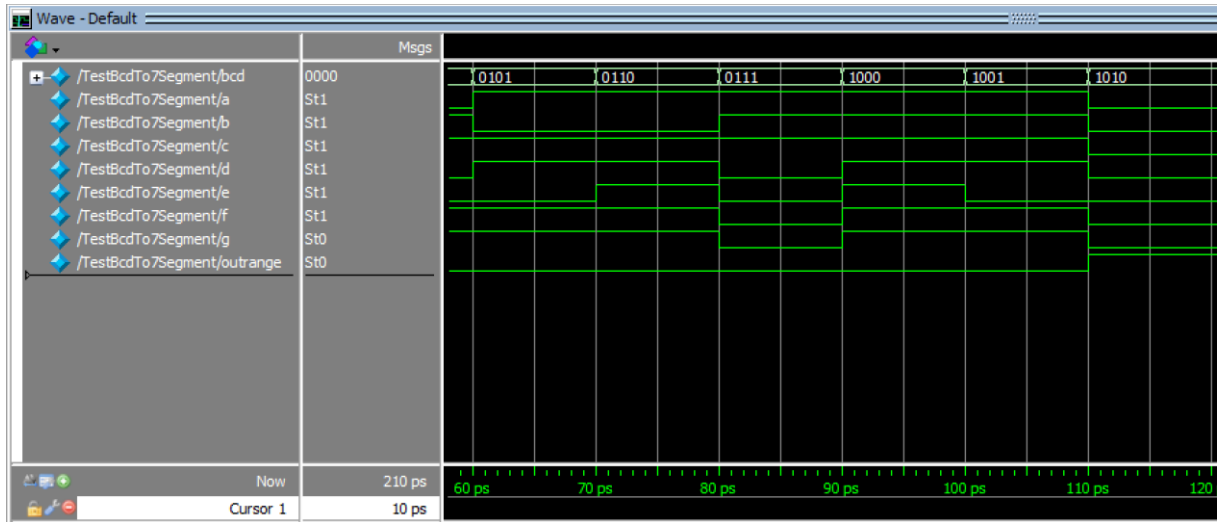 Wave - Default
Msgs
/TestBcdTo7Segment/bcd 0000 0101 0110 0111 1000 1001 1010
/TestBcdTo7Segment/a St1
/TestBcdTo7Segment/b St1
/TestBcdTo7Segment/c St1
/TestBcdTo7Segment/d St1
/TestBcdTo7Segment/e St1
/TestBcdTo7Segment/f St1
/TestBcdTo7Segment/g St0
/TestBcdTo7Segment/outrange St0
Now 210 ps 60 ps 70 ps 80 ps 90 ps 100 ps 110 ps 120
Cursor 1 10 ps